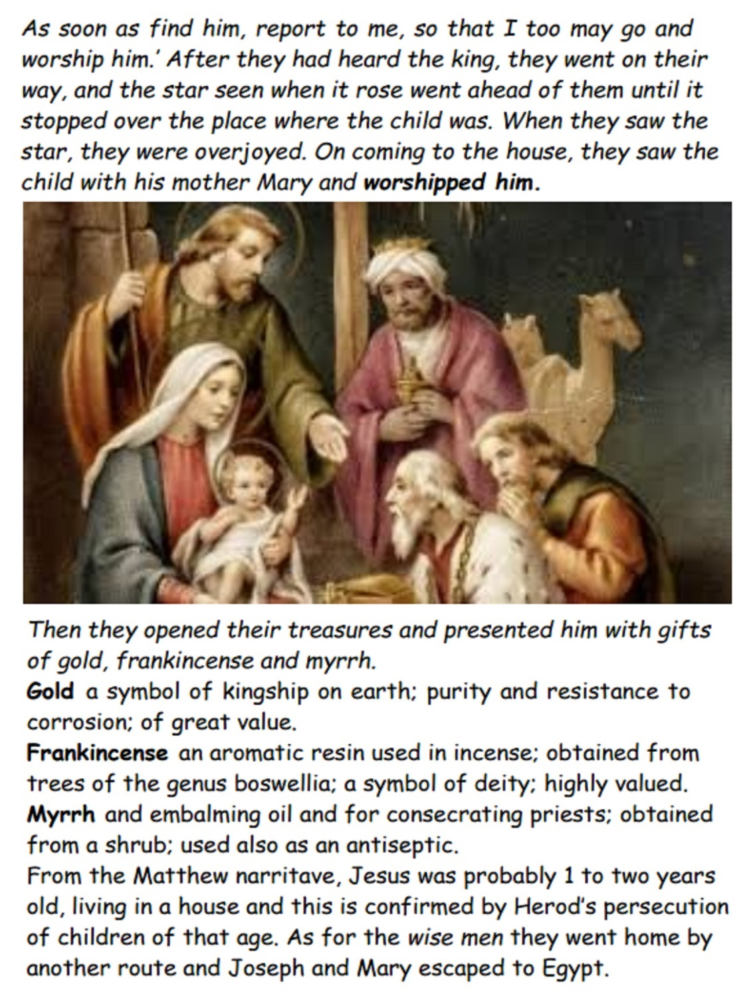 As soon as find him, report to me, so that I too may go and
worship him.' After they had heard the king, they went on their
way, and the star seen when it rose went ahead of them until it
stopped over the place where the child was. When they saw the
star, they were overjoyed. On coming to the house, they saw the
child with his mother Mary and worshipped him.
Then they opened their treasures and presented him with gifts
of gold, frankincense and myrrh.
Gold a symbol of kingship on earth; purity and resistance to
corrosion; of great value.
Frankincense an aromatic resin used in incense; obtained from
trees of the genus boswellia; a symbol of deity; highly valued.
Myrrh and embalming oil and for consecrating priests; obtained
from a shrub; used also as an antiseptic.
From the Matthew narritave, Jesus was probably 1 to two years
old, living in a house and this is confirmed by Herod's persecution
of children of that age. As for the wise men they went home by
another route and Joseph and Mary escaped to Egypt.